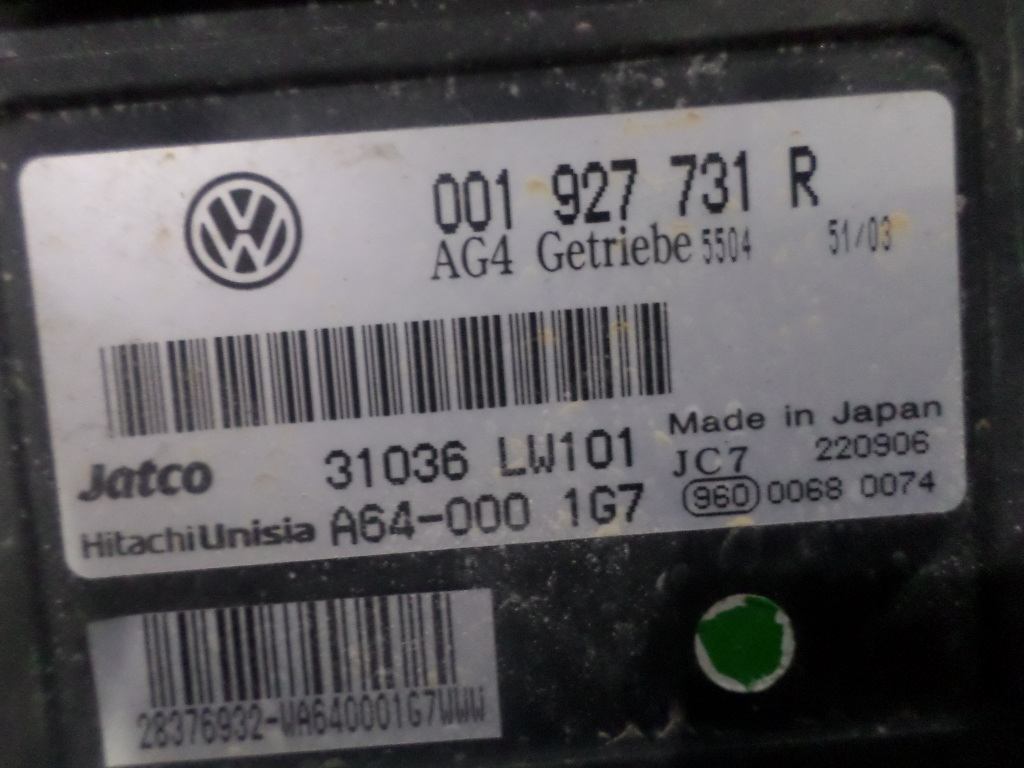 001 927 731 R
AG4 Getriebe 5504 51/03
Made in Japan
Jatco 31036 LW101 JC7 220906
HitachiUnisia A64-000 1G7 960 0068 0074
28376932-WA640001G7WWW